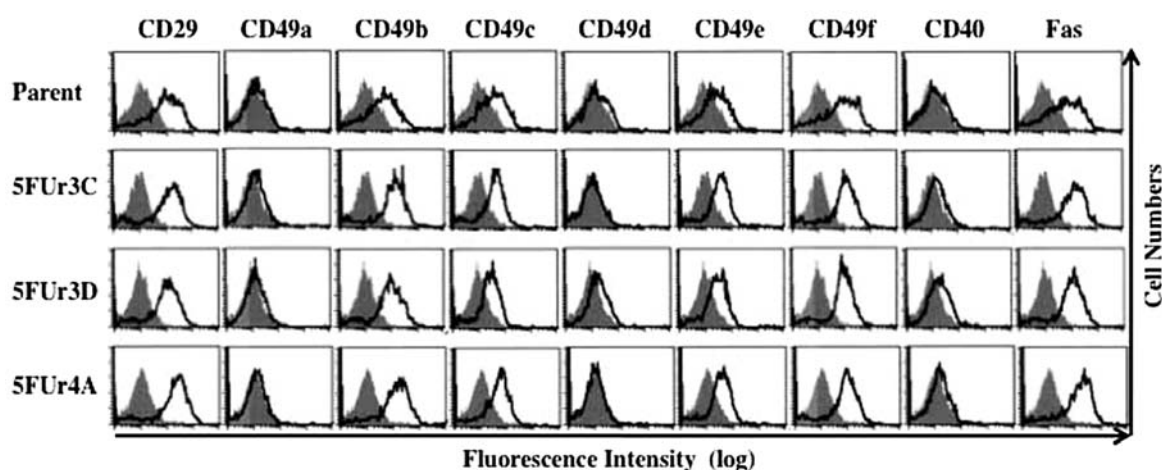 CD29 CD49a CD49b CD49c CD49d CD49e CD49f CD40 Fas
Parent
5FUr3C
5FUr3D
5FUr4A
Cell Numbers
Fluorescence Intensity (log)